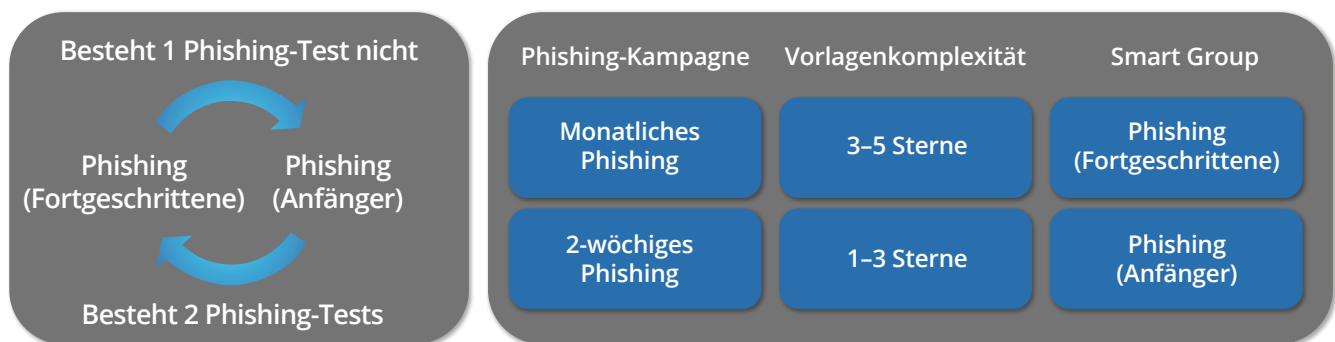 Besteht 1 Phishing-Test nicht
Phishing
(Fortgeschrittene)
Phishing
(Anfänger)
Besteht 2 Phishing-Tests
Phishing-Kampagne
Vorlagenkomplexität
Smart Group
Monatliches
Phishing
3–5 Sterne
Phishing
(Fortgeschrittene)
2-wöchiges
Phishing
1–3 Sterne
Phishing
(Anfänger)